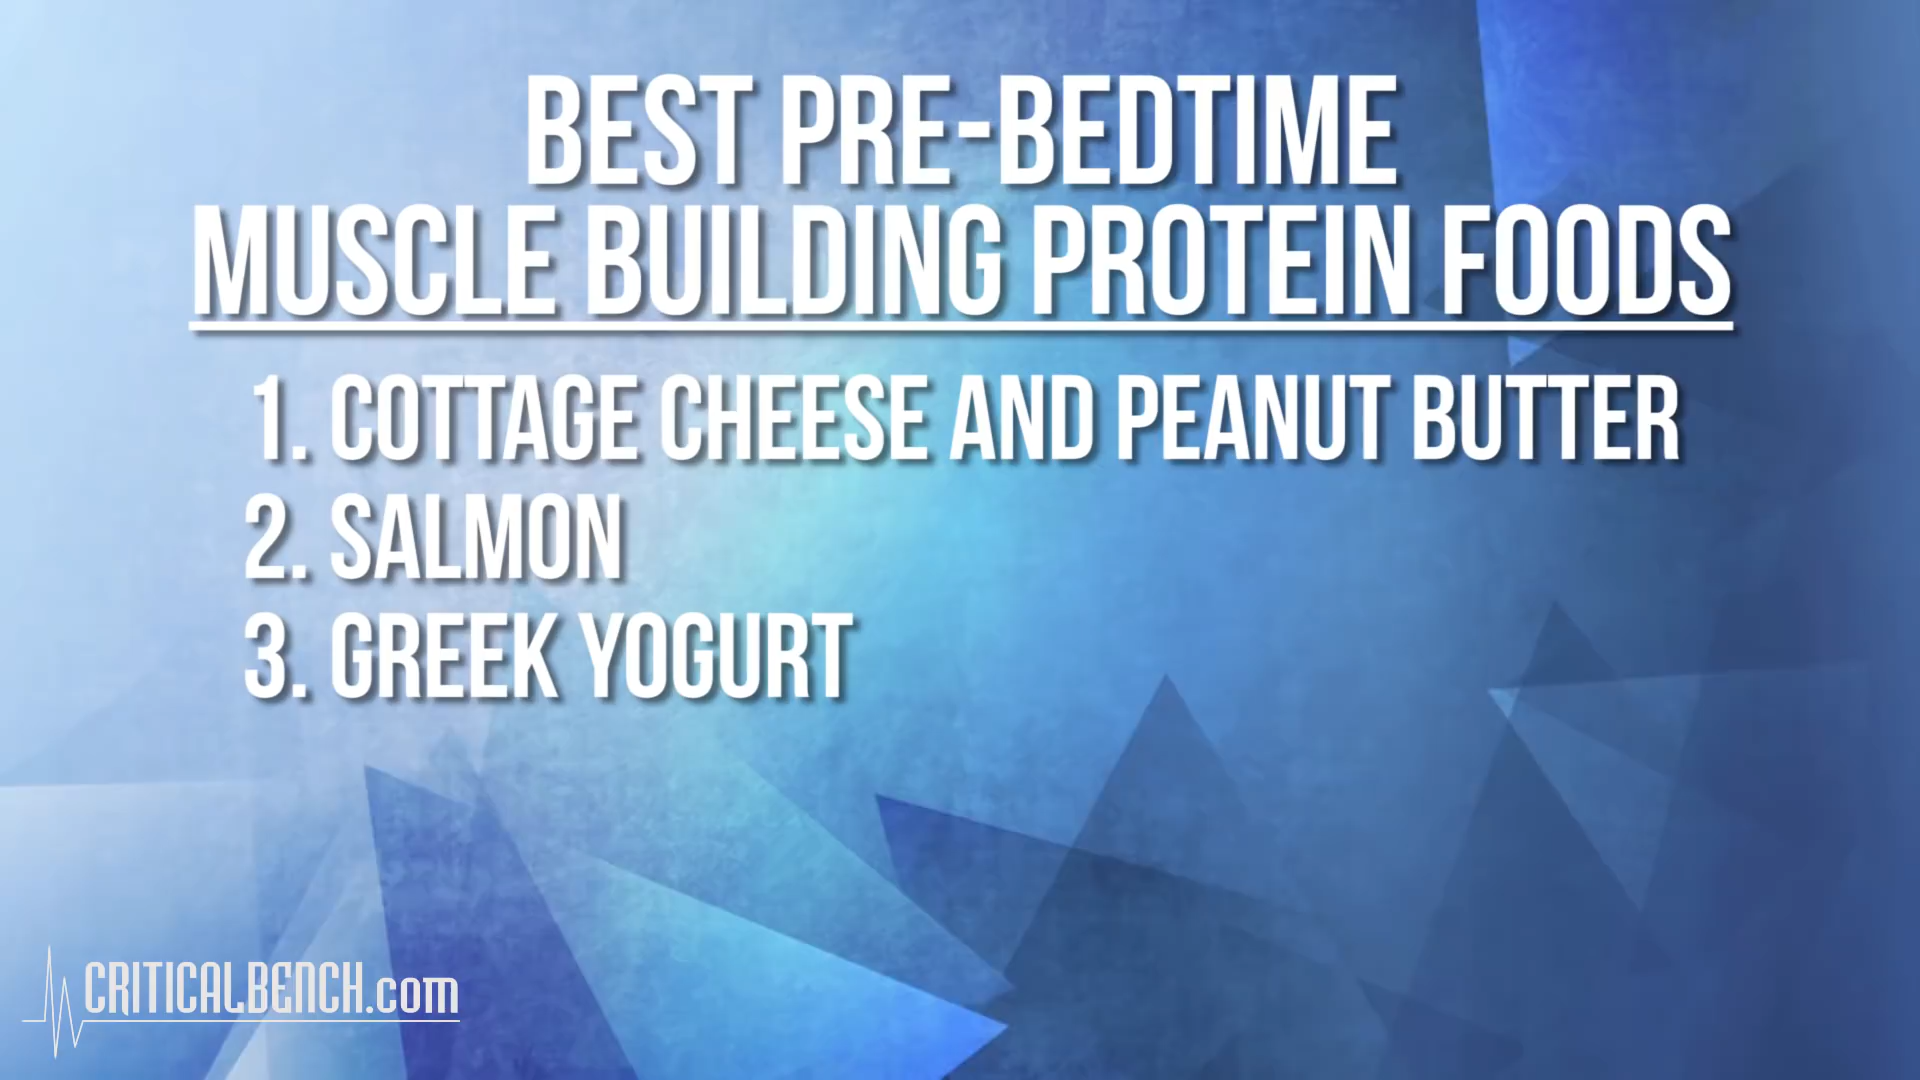 BEST PRE-BEDTIME
MUSCLE BUILDING PROTEIN FOODS
1. COTTAGE CHEESE AND PEANUT BUTTER
2. SALMON
3. GREEK YOGURT
CRITICALBENCH.com